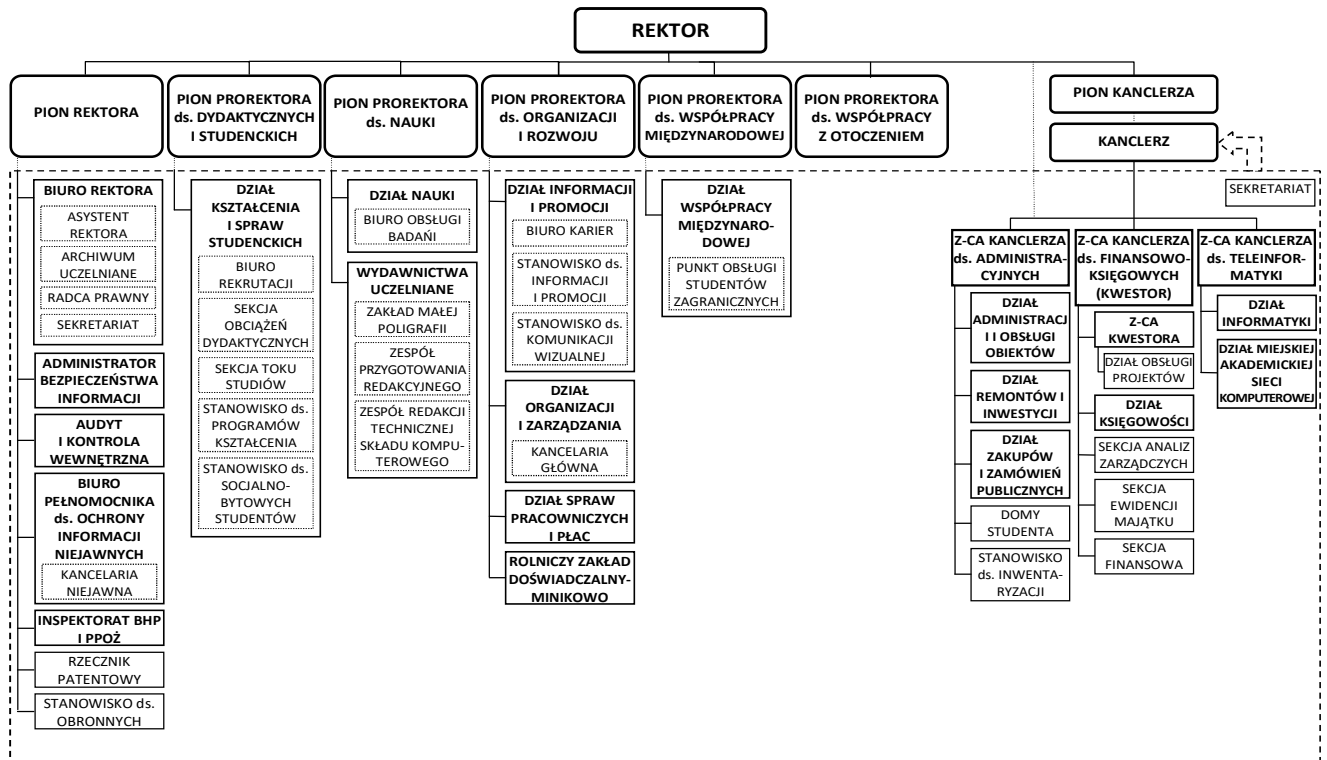 REKTOR
PION REKTORA
PION PROREKTORA
ds. DYDAKTYCZNYCH
I STUDENCKICH
PION PROREKTORA
ds. NAUKI
PION PROREKTORA
ds. ORGANIZACJI
I ROZWOJU
PION PROREKTORA
ds. WSPÓŁPRACY
MIĘDZYNARODOWEJ
PION PROREKTORA
ds. WSPÓŁPRACY
Z OTOCZENIEM
PION KANCLERZA
KANCLERZ
SEKRETARIAT
BIURO REKTORA
ASYSTENT
REKTORA
ARCHIWUM
UCZELNIANE
RADCA PRAWNY
SEKRETARIAT
ADMINISTRATOR
BEZPIECZEŃSTWA
INFORMACJI
AUDYT
I KONTROLA
WEWNĘTRZNA
BIURO
PEŁNOMOCNIKA
ds. OCHRONY
INFORMACJI
NIEJAWNYCH
KANCELARIA
NIEJAWNA
INSPEKTORAT BHP
I PPOŻ
RZECZNIK
PATENTOWY
STANOWISKO ds.
OBRONNYCH
DZIAŁ
KSZTAŁCENIA
I SPRAW
STUDENCKICH
BIURO
REKRUTACJI
SEKCJA
OBCIĄŻEŃ
DYDAKTYCZNYCH
SEKCJA TOKU
STUDIÓW
STANOWISKO ds.
PROGRAMÓW
KSZTAŁCENIA
STANOWISKO ds.
SOCJALNO-
BYTOWYCH
STUDENTÓW
DZIAŁ NAUKI
BIURO OBSŁUGI
BADAŃI
WYDAWNICTWA
UCZELNIANE
ZAKŁAD MAŁEJ
POLIGRAFII
ZESPÓŁ
PRZYGOTOWANIA
REDAKCYJNEGO
ZESPÓŁ REDAKCJI
TECHNICZNEJ
SKŁADU KOMPU-
TEROWEGO
DZIAŁ INFORMACJI
I PROMOCJI
BIURO KARIER
STANOWISKO ds.
INFORMACJI
I PROMOCJI
STANOWISKO ds.
KOMUNIKACJI
WIZUALNEJ
DZIAŁ
ORGANIZACJI
I ZARZĄDZANIA
KANCELARIA
GŁÓWNA
DZIAŁ SPRAW
PRACOWNICZYCH
I PŁAC
ROLNICZY ZAKŁAD
DOŚWIADCZALNY-
MINIKOWO
DZIAŁ
WSPÓŁPRACY
MIĘDZYNARO-
DOWEJ
PUNKT OBSŁUGI
STUDENTÓW
ZAGRANICZNYCH
Z-CA KANCLERZA
ds. ADMINISTRA-
CYJNYCH
DZIAŁ
ADMINISTRACJ
I I OBSŁUGI
OBIEKTÓW
DZIAŁ
REMONTÓW I
INWESTYCJI
DZIAŁ
ZAKUPÓW
I ZAMÓWIEŃ
PUBLICZNYCH
DOMY
STUDENTA
STANOWISKO
ds. INWENTA-
RYZACJI
Z-CA KANCLERZA
ds. FINANSOWO-
KSIĘGOWYCH
(KWESTOR)
Z-CA
KWESTORA
DZIAŁ OBSŁUGI
PROJEKTÓW
DZIAŁ
KSIĘGOWOŚCI
SEKCJA ANALIZ
ZARZĄDCZYCH
SEKCJA
EWIDENCJI
MAJĄTKU
SEKCJA
FINANSOWA
Z-CA KANCLERZA
ds. TELEINFOR-
MATYKI
DZIAŁ
INFORMATYKI
DZIAŁ MIEJSKIEJ
AKADEMICKIEJ
SIECI
KOMPUTEROWEJ